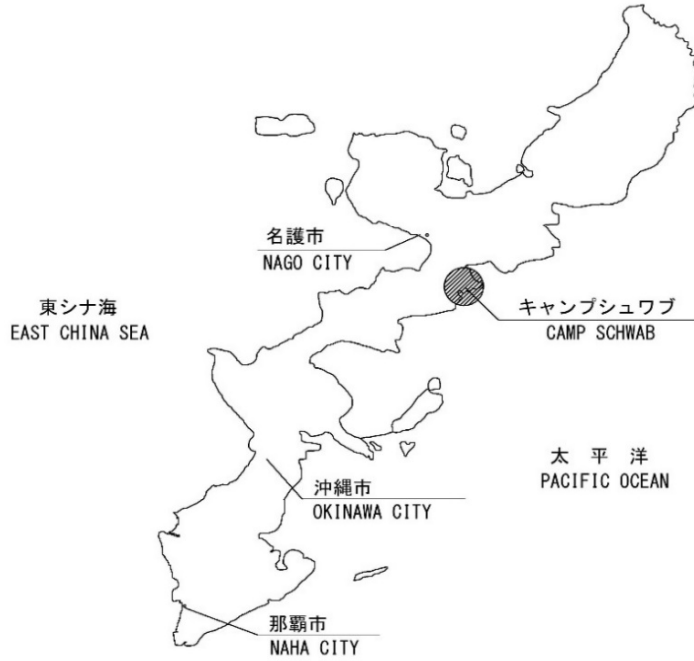 名護市
NAGO CITY
東シナ海
EAST CHINA SEA
キャンプシュワブ
CAMP SCHWAB
太平洋
PACIFIC OCEAN
沖縄市
OKINAWA CITY
那覇市
NAHA CITY